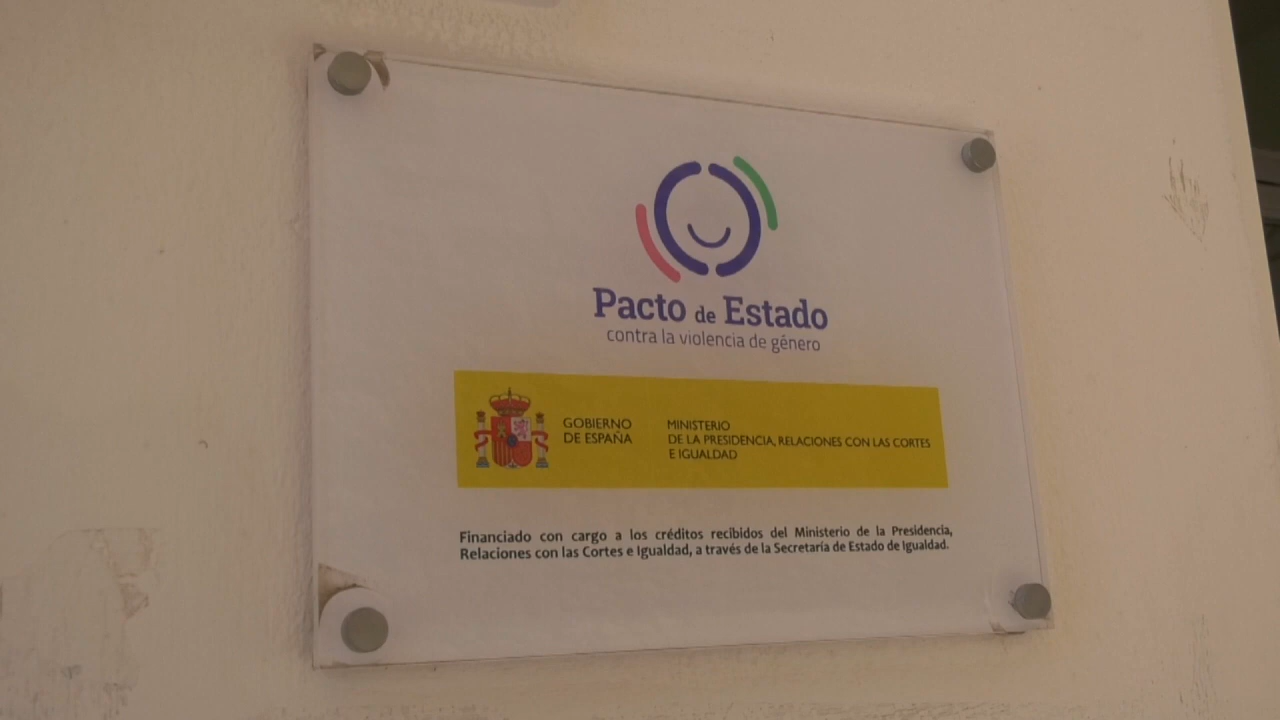 Pacto de Estado
contra la violencia de género
GOBIERNO
DE ESPAÑA
MINISTERIO
DE LA PRESIDENCIA, RELACIONES CON LAS CORTES
E IGUALDAD
Financiado con cargo a los créditos recibidos del Ministerio de la Presidencia,
Relaciones con las Cortes e Igualdad, a través de la Secretaría de Estado de Igualdad.